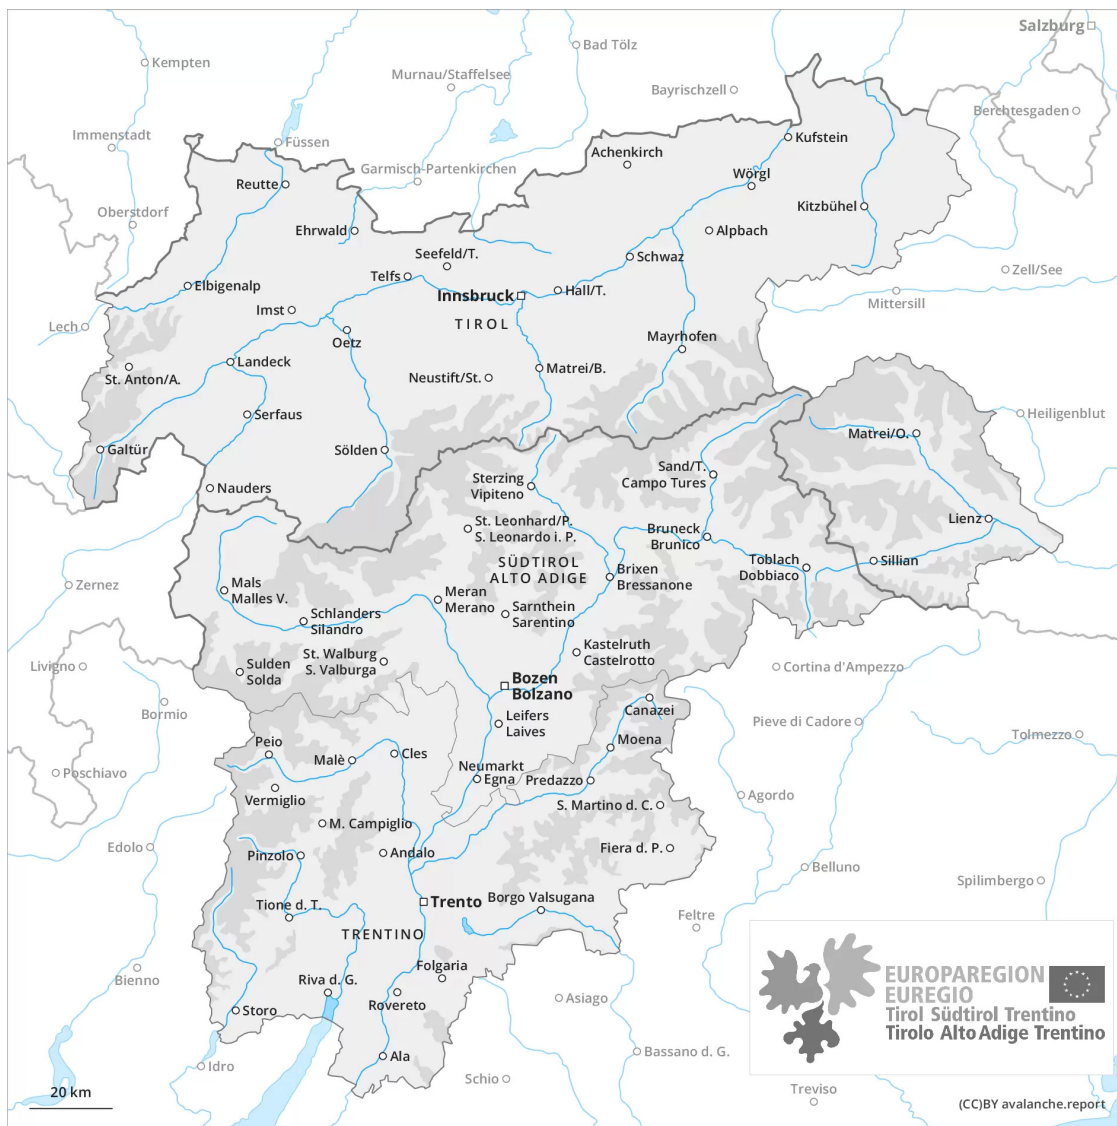 Salzburg
Bad Tölz
Kempten
Murnau/Staffelsee
Bayrischzell
Berchtesgaden
Immenstadt
Füssen
Kufstein
Achenkirch
Garmisch-Partenkirchen
Wörgl
Reutte
Kitzbühel
Oberstdorf
Ehrwald
Alpbach
Seefeld/T.
Schwaz
Telfs
Zell/See
Elbigenalp
Innsbruck
Hall/T.
Mittersill
Imst
TIROL
Lech
Oetz
Mayrhofen
Landeck
Matrei/B.
St. Anton/A.
Neustift/St.
Serfaus
Heiligenblut
Matrei/O.
Galtür
Sölden
Sand/T.
Campo Tures
Sterzing
Vipiteno
Nauders
St. Leonhard/P.
S. Leonardo i. P.
Lienz
Bruneck
Brunico
SÜDTIROL
ALTO ADIGE
Toblach
Dobbiaco
Sillian
Brixen
Bressanone
Zernez
Mals
Malles V.
Meran
Merano
Schlanders
Silandro
Sarnthein
Sarentino
Kastelruth
Castelrotto
St. Walburg
S. Valburga
Livigno
Sulden
Solda
Cortina d'Ampezzo
Bozen
Bolzano
Bormio
Canazei
Leifers
Laives
Pieve di Cadore
Tolmezzo
Moena
Peio
Malè
Cles
Poschiavo
Neumarkt
Egna
Predazzo
Vermiglio
Agordo
S. Martino d. C.
M. Campiglio
Edolo
Pinzolo
Andalo
Fiera d. P.
Belluno
Spilimbergo
Borgo Valsugana
Trento
Tione d. T.
Feltre
TRENTINO
Folgaria
Bienno
Riva d. G.
Rovereto
Asiago
Storo
EUROPAREGION
EUREGIO
Tirol Südtirol Trentino
Tirolo Alto Adige Trentino
Ala
Bassano d. G.
Idro
Schio
Treviso
20 km
(CC)BY avalanche.report